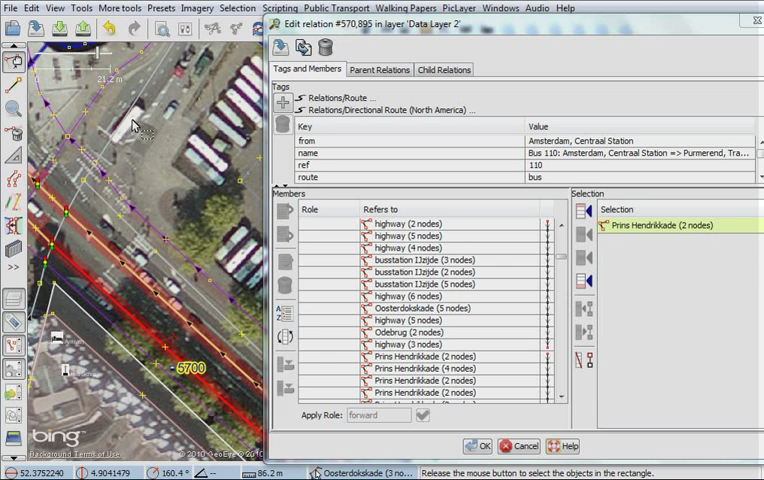 File Edit View Tools More tools Presets Imagery Selection Scripting Public Transport Walking Papers PicLayer Windows Audio Help
Edit relation #570,895 in layer 'Data Layer 2'
Tags and Members Parent Relations Child Relations
Tags
Relations/Route ...
Relations/Directional Route (North America) ...
Key Value
from Amsterdam, Centraal Station
name Bus 110: Amsterdam, Centraal Station => Purmerend, Tra...
ref 110
route bus
Members Selection
Role Refers to Selection
highway (2 nodes) Prins Hendrikkade (2 nodes)
highway (5 nodes)
highway (4 nodes)
busstation IJzijde (3 nodes)
busstation IJzijde (2 nodes)
busstation IJzijde (5 nodes)
highway (6 nodes)
Oosterdokskade (5 nodes)
highway (5 nodes)
Odebrug (2 nodes)
highway (3 nodes)
Prins Hendrikkade (2 nodes)
Prins Hendrikkade (4 nodes)
Prins Hendrikkade (2 nodes)
Prins Hendrikkade (2 nodes)
Apply Role: forward
OK Cancel Help
21.2 m
5700
>>
bing
Background Terms of Use © 2010 GeoEye © 2010
52.3752240 4.9041479 160.4 ° -- 86.2 m Oosterdokskade (3 no... Release the mouse button to select the objects in the rectangle.